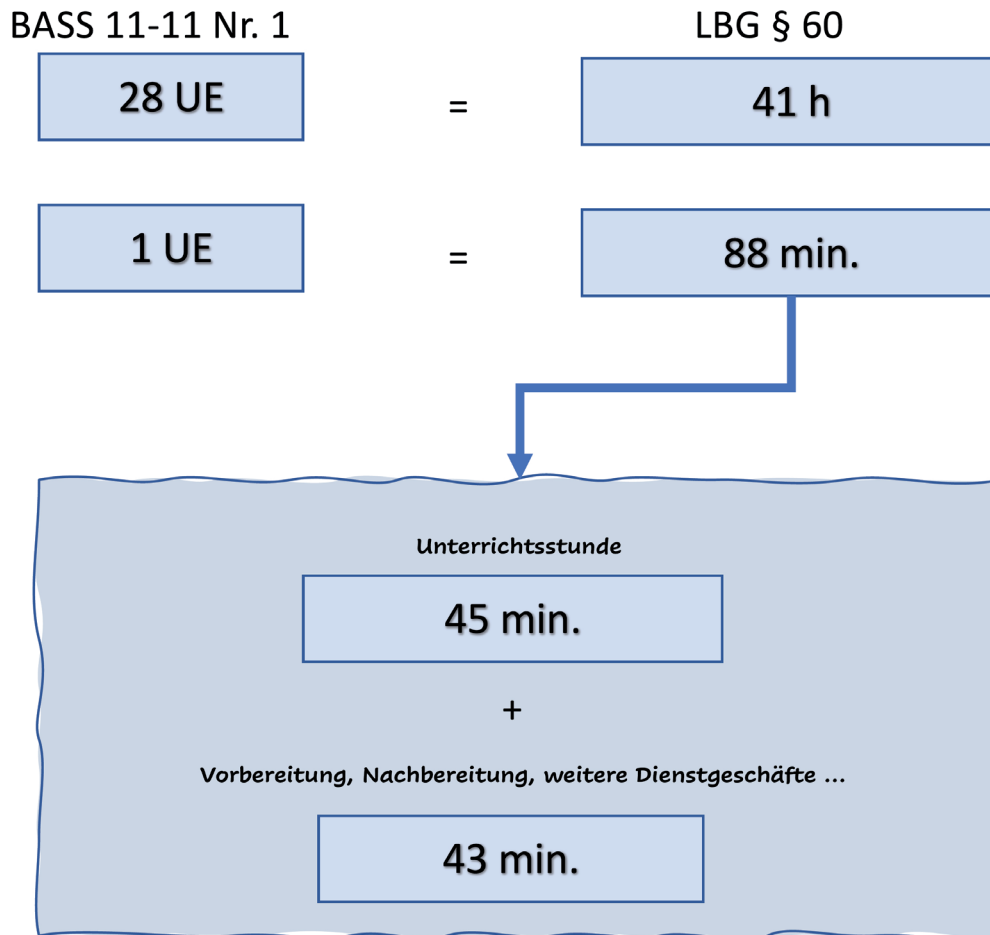 BASS 11-11 Nr. 1
LBG § 60
28 UE = 41 h
1 UE = 88 min.
Unterrichtsstunde
45 min.
+
Vorbereitung, Nachbereitung, weitere Dienstgeschäfte ...
43 min.